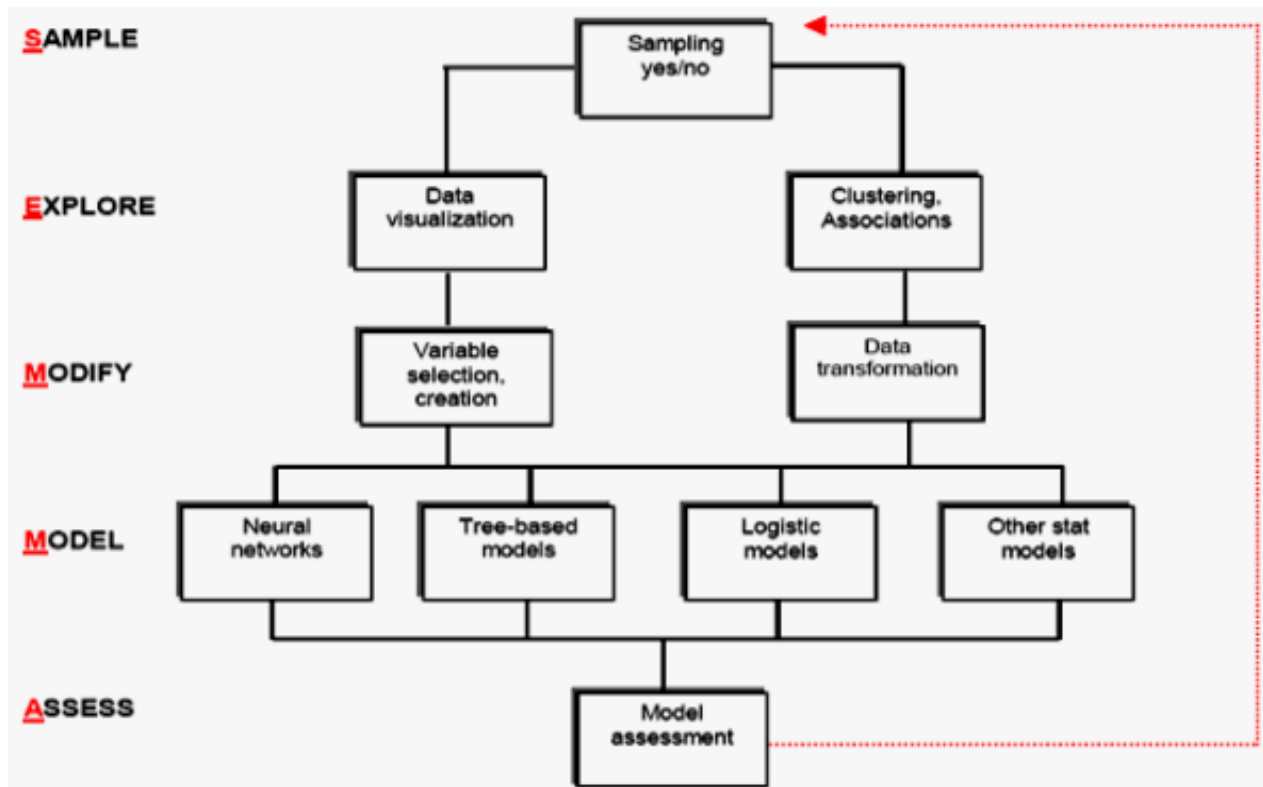 SAMPLE
Sampling
yes/no
EXPLORE
Data
visualization
Clustering,
Associations
MODIFY
Variable
selection,
creation
Data
transformation
MODEL
Neural
networks
Tree-based
models
Logistic
models
Other stat
models
ASSESS
Model
assessment